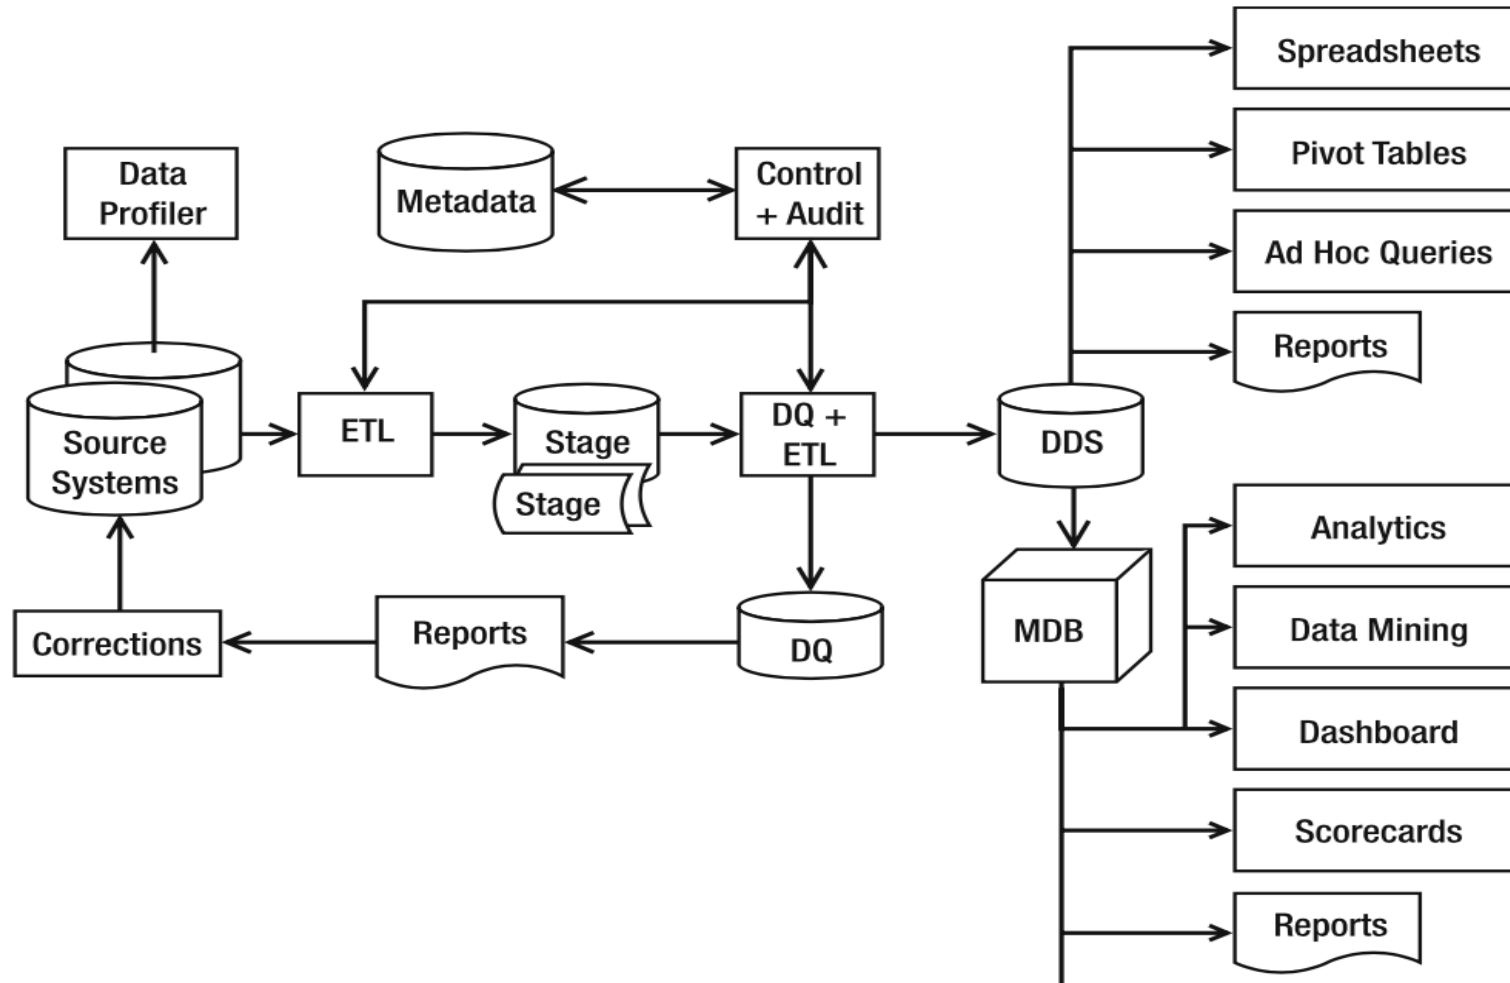 Spreadsheets
Pivot Tables
Ad Hoc Queries
Reports
Data
Profiler
Metadata
Control
+ Audit
Source
Systems
ETL
Stage
Stage
DQ +
ETL
DDS
Corrections
Reports
DQ
MDB
Analytics
Data Mining
Dashboard
Scorecards
Reports